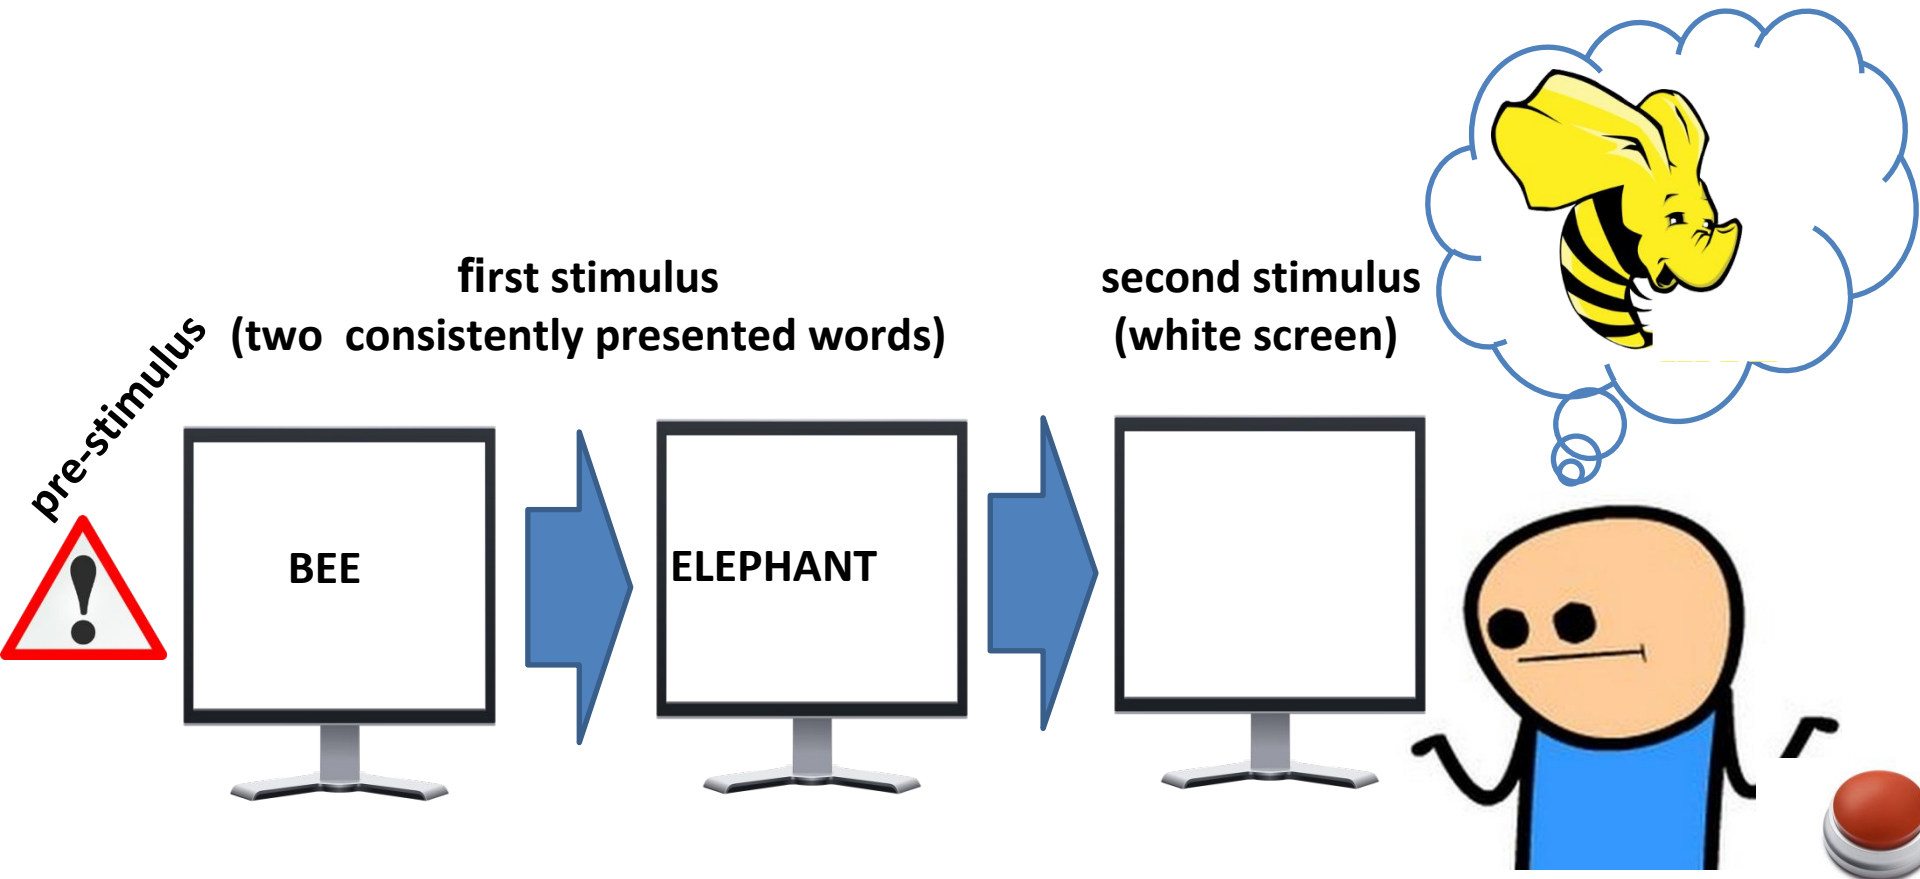 pre-stimulus
first stimulus
(two consistently presented words)
second stimulus
(white screen)
BEE
ELEPHANT